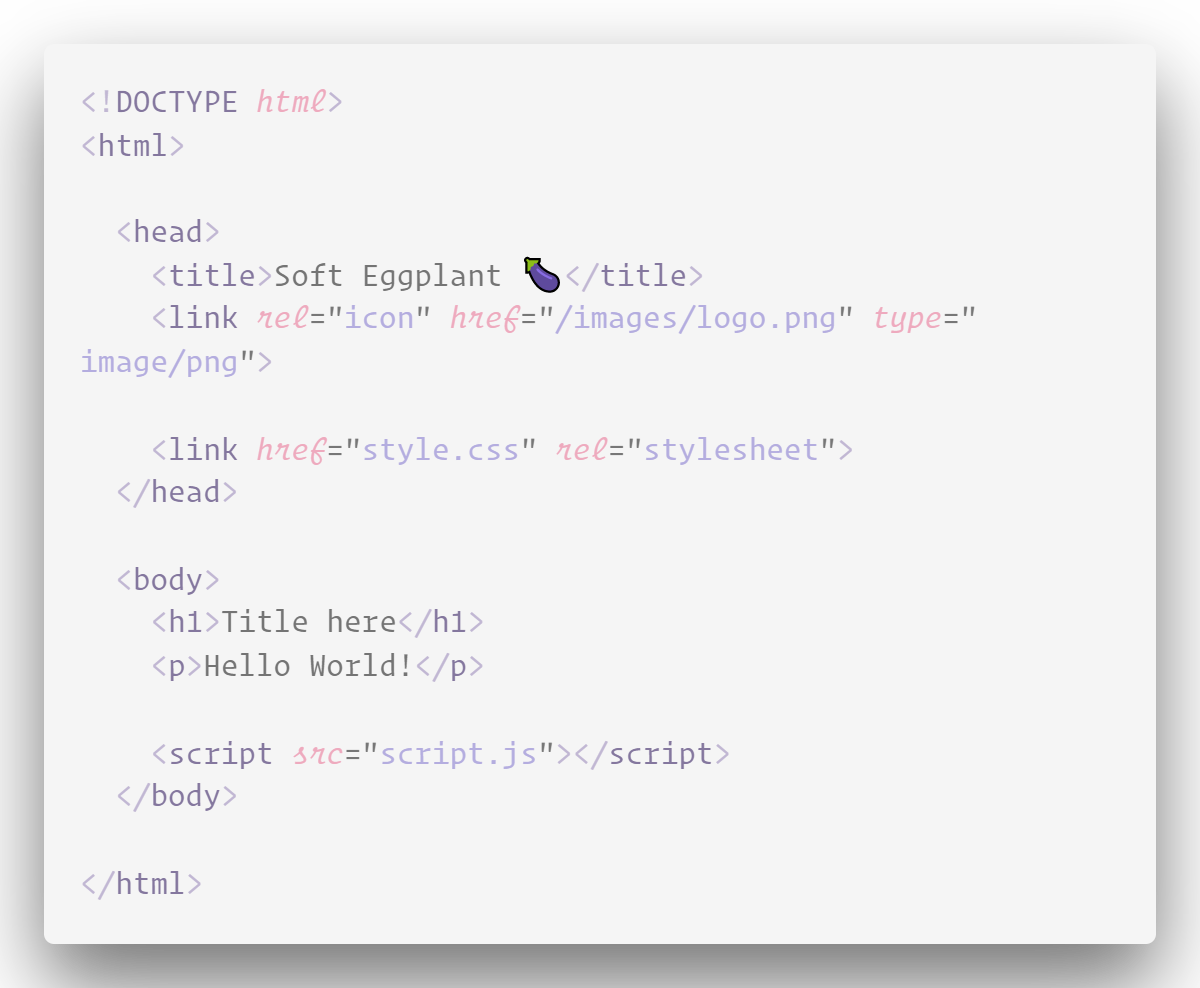 <!DOCTYPE html>
<html>
<head>
<title>Soft Eggplant 🍆</title>
<link rel="icon" href="/images/logo.png" type="
image/png">
<link href="style.css" rel="stylesheet">
</head>
<body>
<h1>Title here</h1>
<p>Hello World!</p>
<script src="script.js"></script>
</body>
</html>